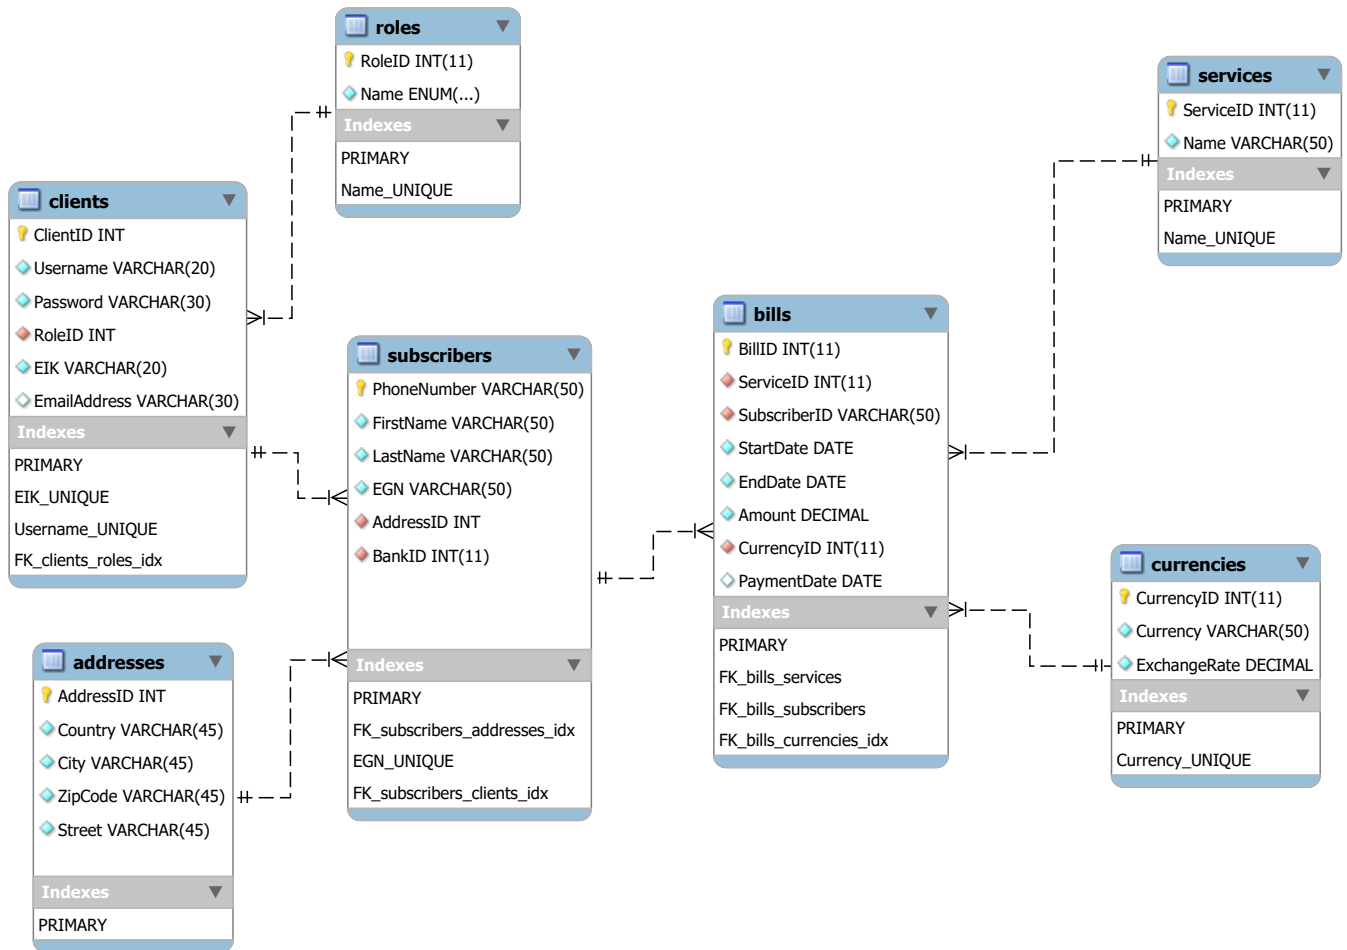 roles
RoleID INT(11)
Name ENUM(...)
Indexes
PRIMARY
Name_UNIQUE
services
ServiceID INT(11)
Name VARCHAR(50)
Indexes
PRIMARY
Name_UNIQUE
clients
ClientID INT
Username VARCHAR(20)
Password VARCHAR(30)
RoleID INT
EIK VARCHAR(20)
EmailAddress VARCHAR(30)
Indexes
PRIMARY
EIK_UNIQUE
Username_UNIQUE
FK_clients_roles_idx
subscribers
PhoneNumber VARCHAR(50)
FirstName VARCHAR(50)
LastName VARCHAR(50)
EGN VARCHAR(50)
AddressID INT
BankID INT(11)
Indexes
PRIMARY
FK_subscribers_addresses_idx
EGN_UNIQUE
FK_subscribers_clients_idx
bills
BillID INT(11)
ServiceID INT(11)
SubscriberID VARCHAR(50)
StartDate DATE
EndDate DATE
Amount DECIMAL
CurrencyID INT(11)
PaymentDate DATE
Indexes
PRIMARY
FK_bills_services
FK_bills_subscribers
FK_bills_currencies_idx
currencies
CurrencyID INT(11)
Currency VARCHAR(50)
ExchangeRate DECIMAL
Indexes
PRIMARY
Currency_UNIQUE
addresses
AddressID INT
Country VARCHAR(45)
City VARCHAR(45)
ZipCode VARCHAR(45)
Street VARCHAR(45)
Indexes
PRIMARY